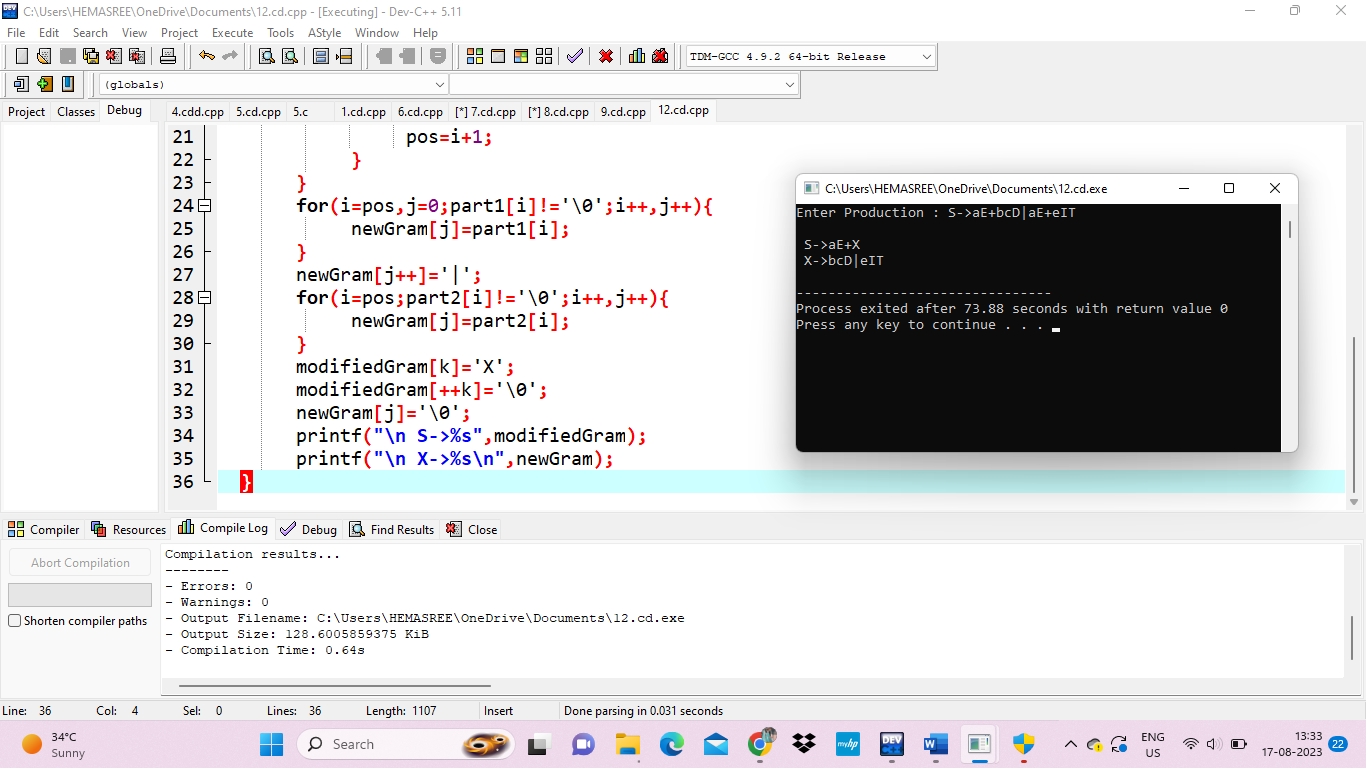 C:\Users\HEMASREE\OneDrive\Documents\12.cd.cpp - [Executing] - Dev-C++ 5.11
File Edit Search View Project Execute Tools AStyle Window Help
TDM-GCC 4.9.2 64-bit Release
(globals)
Project Classes Debug
4.cdd.cpp 5.cd.cpp 5.c 1.cd.cpp 6.cd.cpp [*] 7.cd.cpp [*] 8.cd.cpp 9.cd.cpp 12.cd.cpp
21 pos=i+1;
22 }
23 }
24 for(i=pos,j=0;part1[i]!='\0';i++,j++){
25 newGram[j]=part1[i];
26 }
27 newGram[j++]='|';
28 for(i=pos;part2[i]!='\0';i++,j++){
29 newGram[j]=part2[i];
30 }
31 modifiedGram[k]='X';
32 modifiedGram[++k]='\0';
33 newGram[j]='\0';
34 printf("\n S->%s",modifiedGram);
35 printf("\n X->%s\n",newGram);
36 }
C:\Users\HEMASREE\OneDrive\Documents\12.cd.exe
Enter Production : S->aE+bcD|aE+eIT
S->aE+X
X->bcD|eIT
--------------------------------
Process exited after 73.88 seconds with return value 0
Press any key to continue . . .
Compiler Resources Compile Log Debug Find Results Close
Abort Compilation
Shorten compiler paths
Compilation results...
--------
- Errors: 0
- Warnings: 0
- Output Filename: C:\Users\HEMASREE\OneDrive\Documents\12.cd.exe
- Output Size: 128.6005859375 KiB
- Compilation Time: 0.64s
Line: 36 Col: 4 Sel: 0 Lines: 36 Length: 1107 Insert Done parsing in 0.031 seconds
34°C
Sunny
Search
DEV
W
myhp
ENG
US
13:33
17-08-2023
22